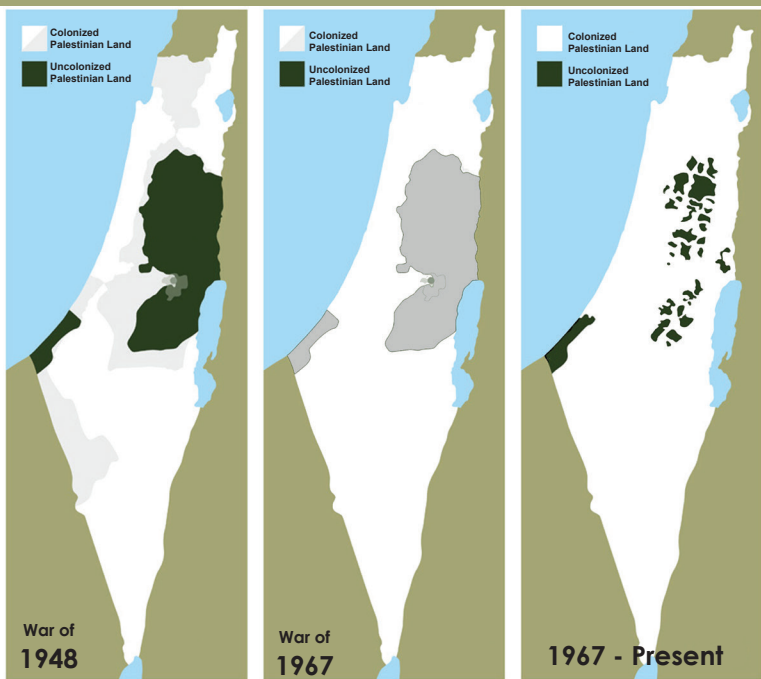 Colonized
Palestinian Land
Uncolonized
Palestinian Land
War of
1948
Colonized
Palestinian Land
Uncolonized
Palestinian Land
War of
1967
Colonized
Palestinian Land
Uncolonized
Palestinian Land
1967 - Present